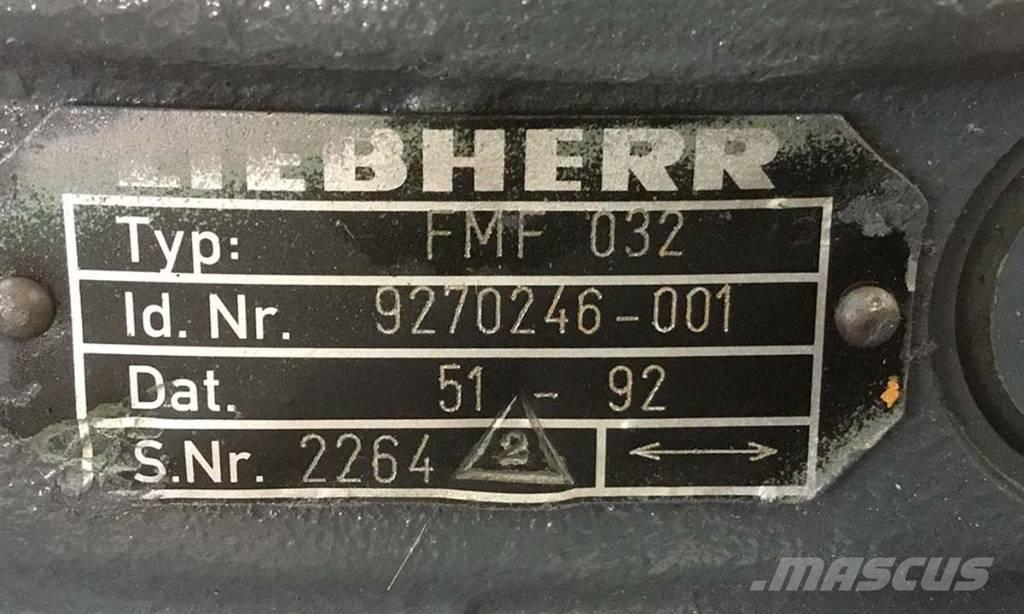 LIEBHERR
Typ: FMF 032
Id. Nr. 9270246-001
Dat. 51 - 92
S.Nr. 2264 2
.MASCUS